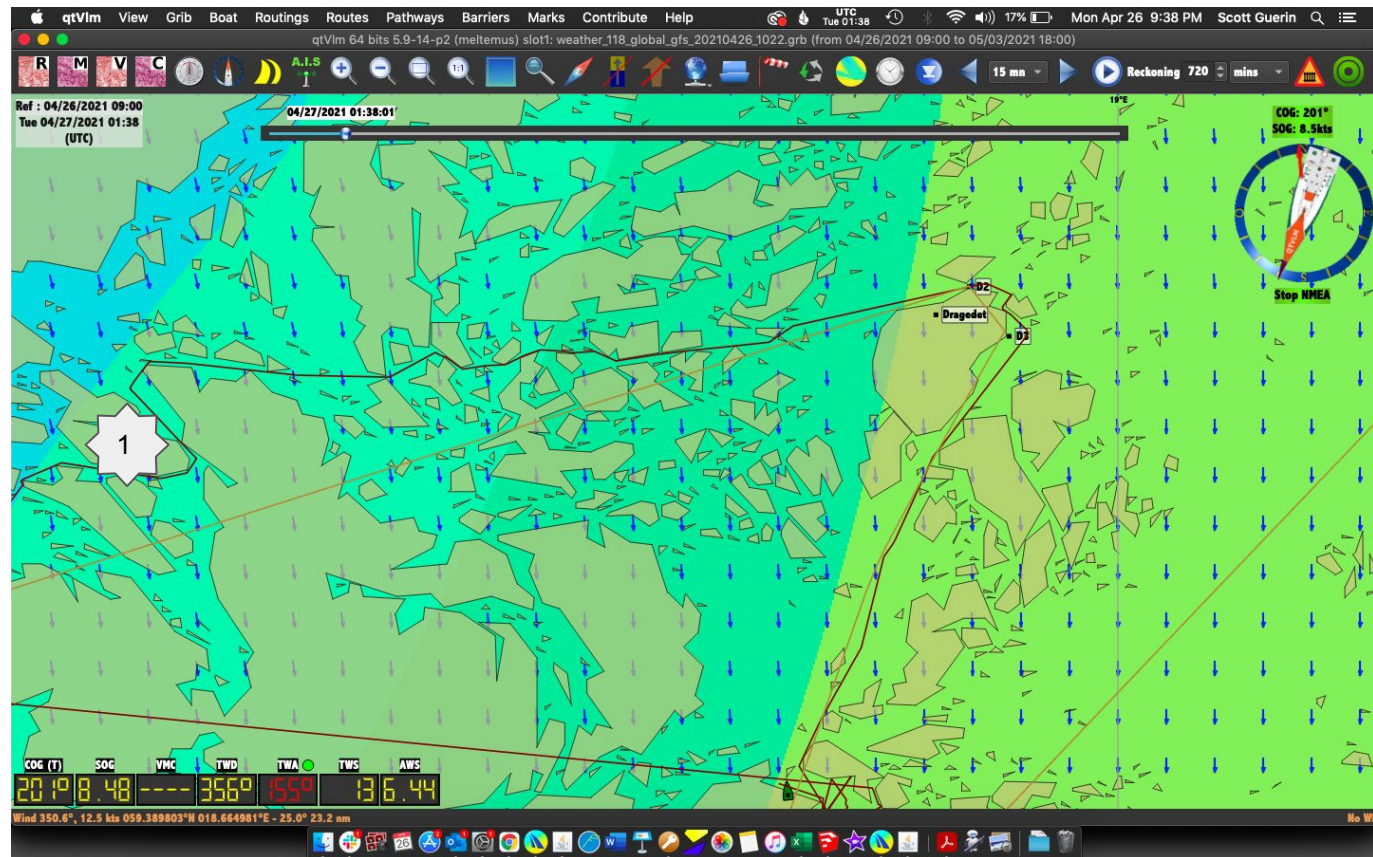 qtVlm View Grib Boat Routings Routes Pathways Barriers Marks Contribute Help UTC Tue 01:38 17% Mon Apr 26 9:38 PM Scott Guerin
qtVlm 64 bits 5.9-14-p2 (meltemus) slot1: weather_118_global_gfs_20210426_1022.grb (from 04/26/2021 09:00 to 05/03/2021 18:00)
R M V C A.I.S 1:1 15 mn Reckoning 720 mins
Ref : 04/26/2021 09:00
Tue 04/27/2021 01:38
(UTC)
04/27/2021 01:38:01
19°E
COG: 201°
SOG: 8.5kts
QTVLM
S
Stop NMEA
D2
Dragedet
D3
1
COG (T) SOG VMC TWD TWA TWS AWS
201° 8.48 ---- 356° 155° 13 6.44
Wind 350.6°, 12.5 kts 059.389803°N 018.664981°E - 25.0° 23.2 nm
No W
26